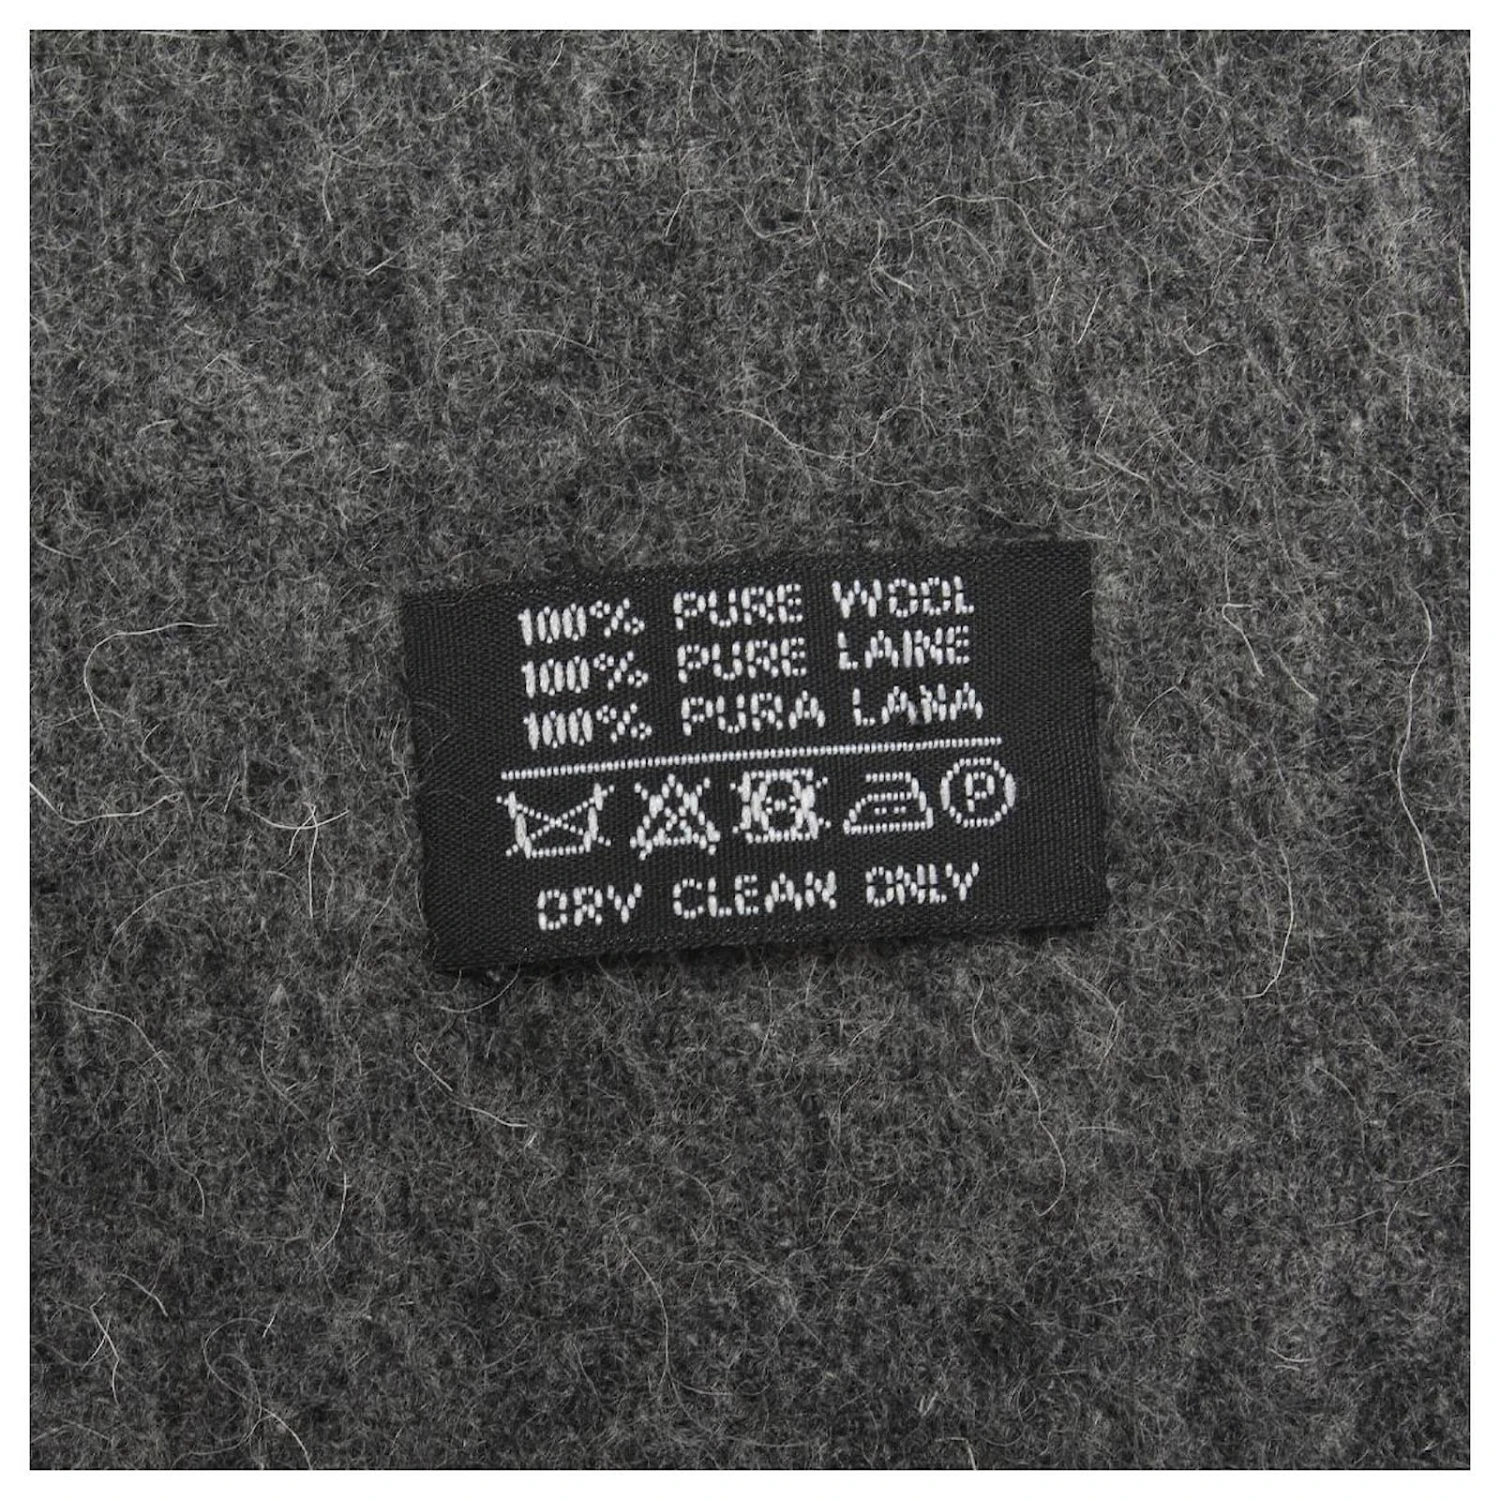 100% PURE WOOL
100% PURE LAINE
100% PURA LANA
P
DRY CLEAN ONLY